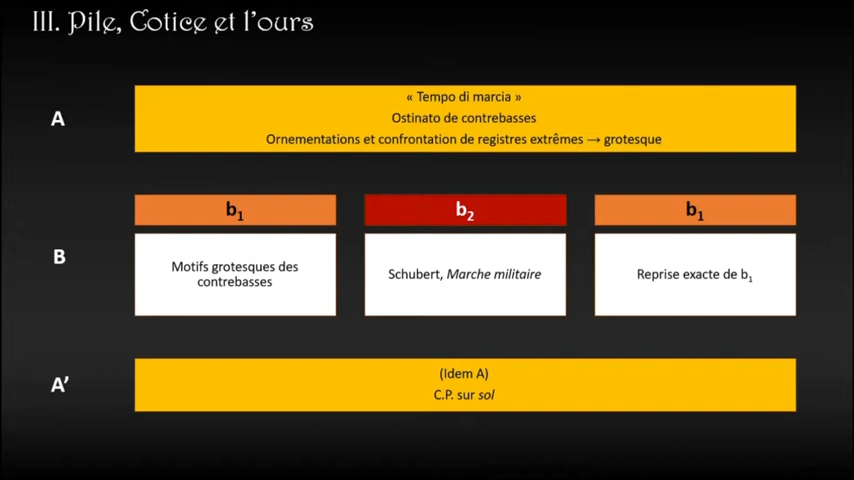 III. Pile, Cotice et l'ours
A
« Tempo di marcia »
Ostinato de contrebasses
Ornementations et confrontation de registres extrêmes → grotesque
B
b₁
b₂
b₁
Motifs grotesques des
contrebasses
Schubert, Marche militaire
Reprise exacte de b₁
A’
(Idem A)
C.P. sur sol